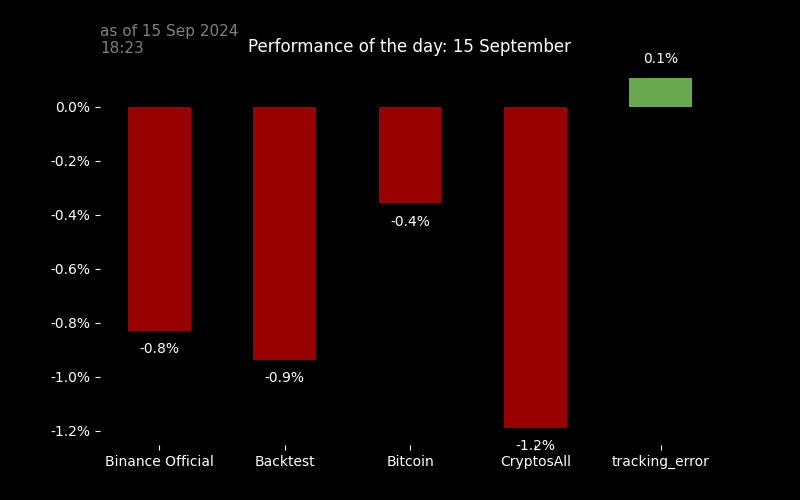 as of 15 Sep 2024
18:23
Performance of the day: 15 September
0.1%
0.0%
-0.2%
-0.4%
-0.4%
-0.6%
-0.8%
-0.8%
-0.9%
-1.0%
-1.2%
-1.2%
Binance Official
Backtest
Bitcoin
CryptosAll
tracking_error